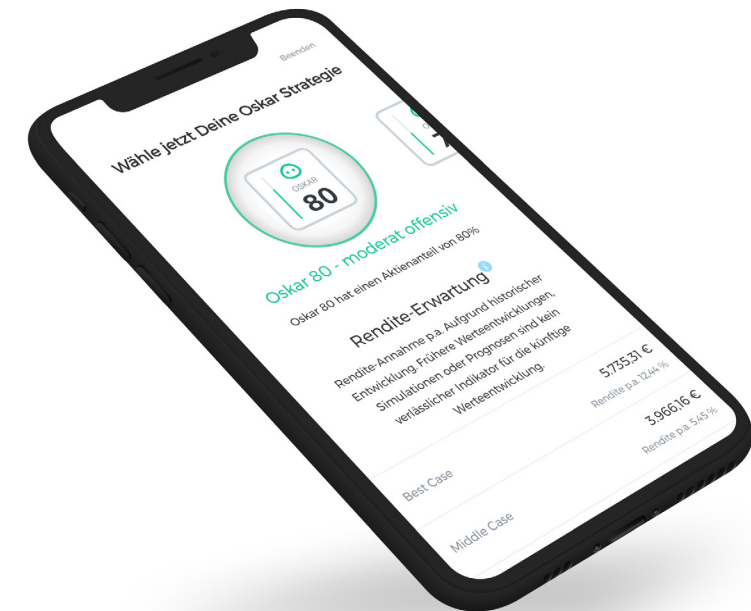 Beenden
Wähle jetzt Deine Oskar Strategie
OSKAR
80
Oskar 80 - moderat offensiv
Oskar 80 hat einen Aktienanteil von 80%
Rendite-Erwartung
Rendite-Annahme p.a. Aufgrund historischer
Entwicklung. Frühere Werteentwicklungen,
Simulationen oder Prognosen sind kein
verlässlicher Indikator für die künftige
Werteentwicklung.
Best Case
5.735,31 €
Rendite p.a. 12,44 %
Middle Case
3.966,16 €
Rendite p.a. 5,45 %